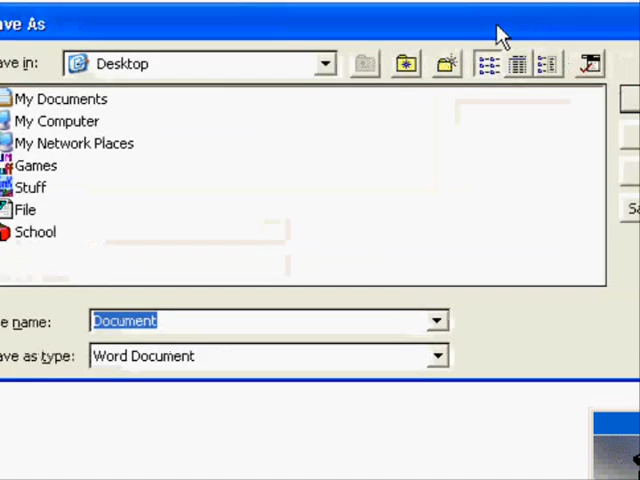 ave As
ave in: Desktop
My Documents
My Computer
My Network Places
Games
Stuff
File
School
e name: Document
ave as type: Word Document
Sa